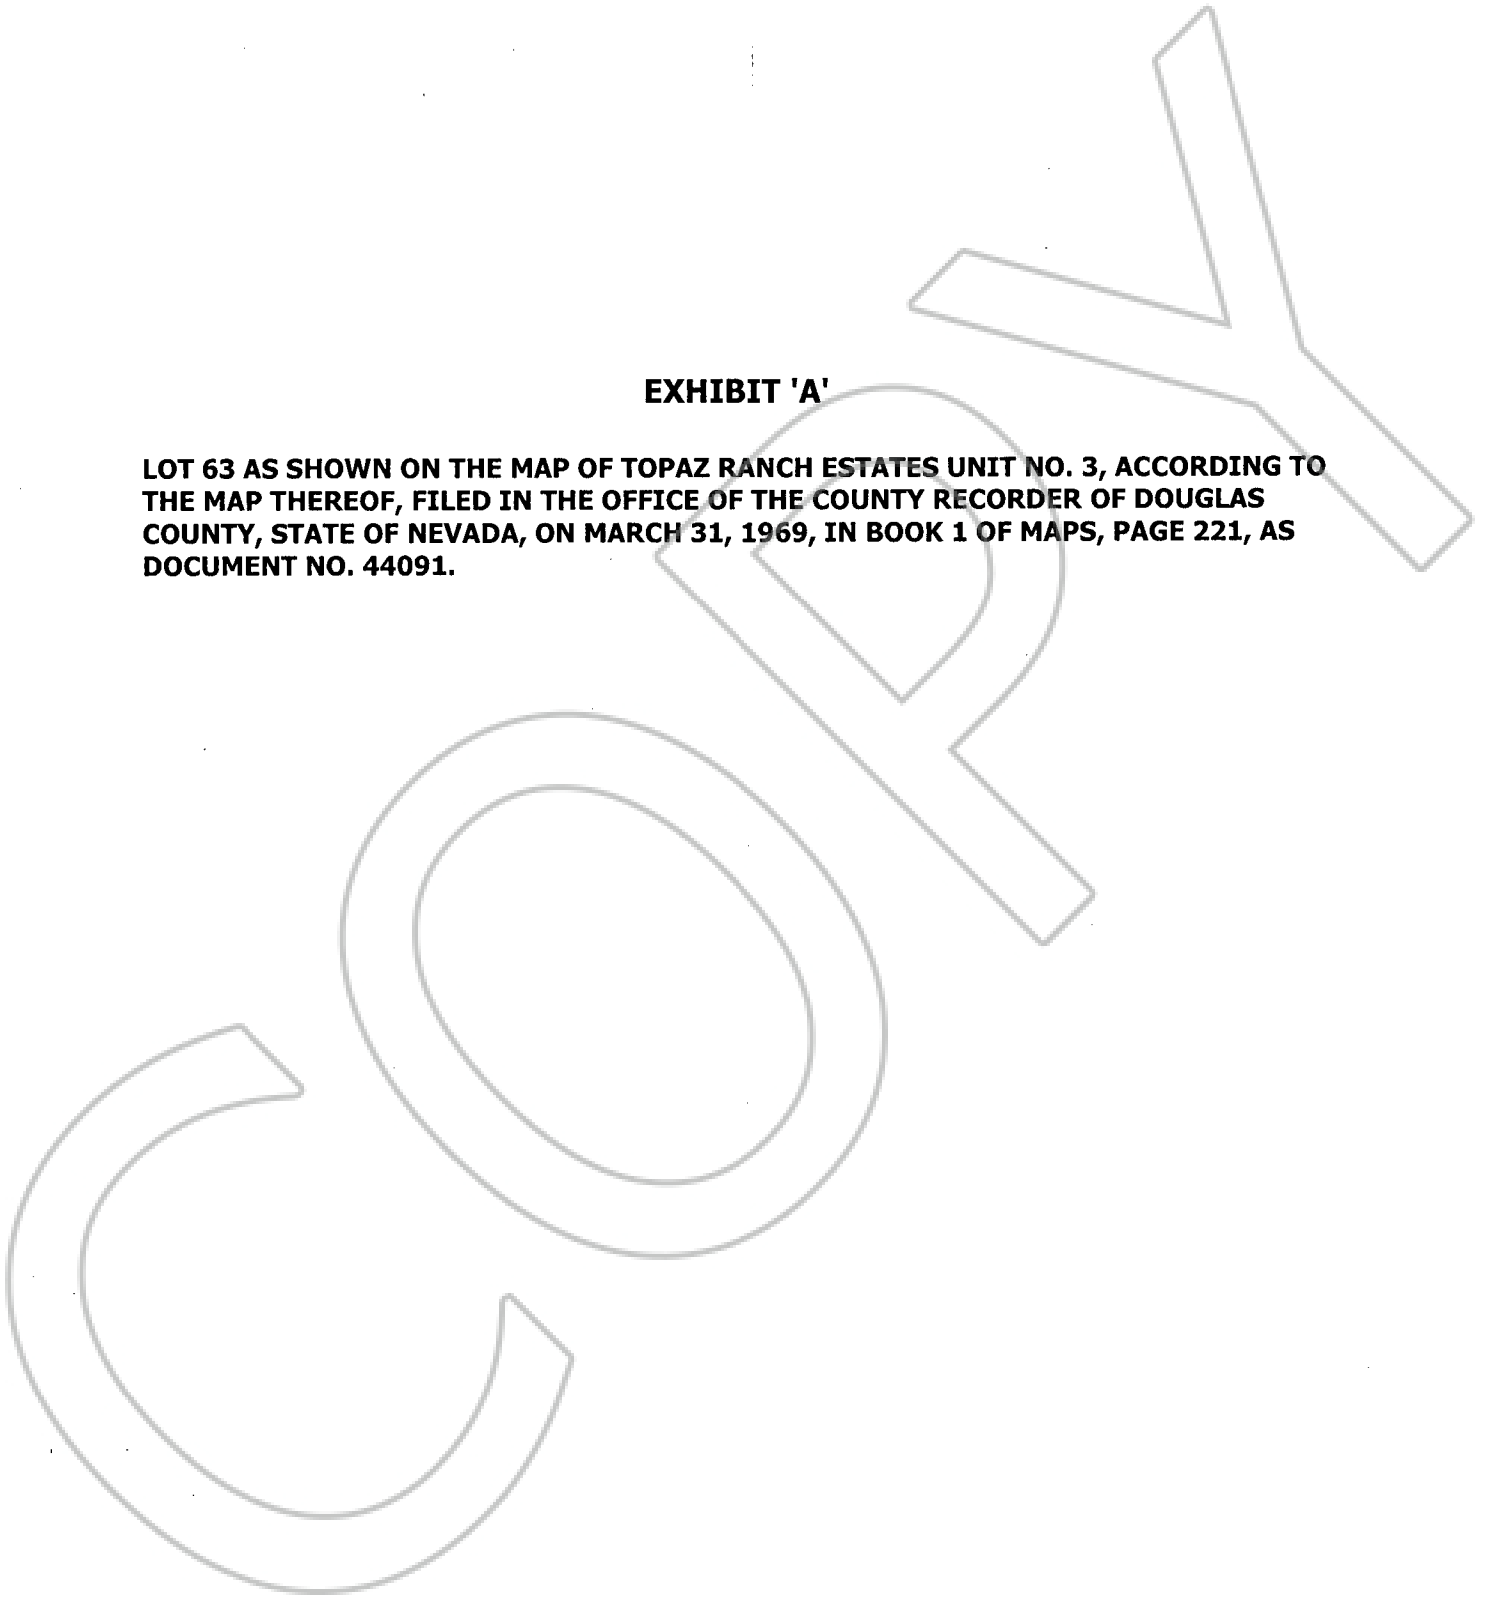 EXHIBIT 'A'
LOT 63 AS SHOWN ON THE MAP OF TOPAZ RANCH ESTATES UNIT NO. 3, ACCORDING TO
THE MAP THEREOF, FILED IN THE OFFICE OF THE COUNTY RECORDER OF DOUGLAS
COUNTY, STATE OF NEVADA, ON MARCH 31, 1969, IN BOOK 1 OF MAPS, PAGE 221, AS
DOCUMENT NO. 44091.
COPY